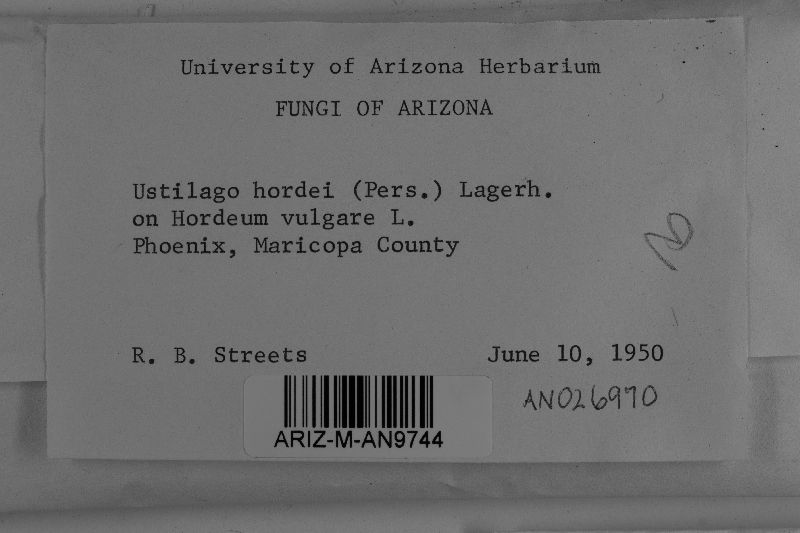 University of Arizona Herbarium
FUNGI OF ARIZONA
Ustilago hordei (Pers.) Lagerh.
on Hordeum vulgare L.
Phoenix, Maricopa County
R. B. Streets
June 10, 1950
AN026970
ARIZ-M-AN9744